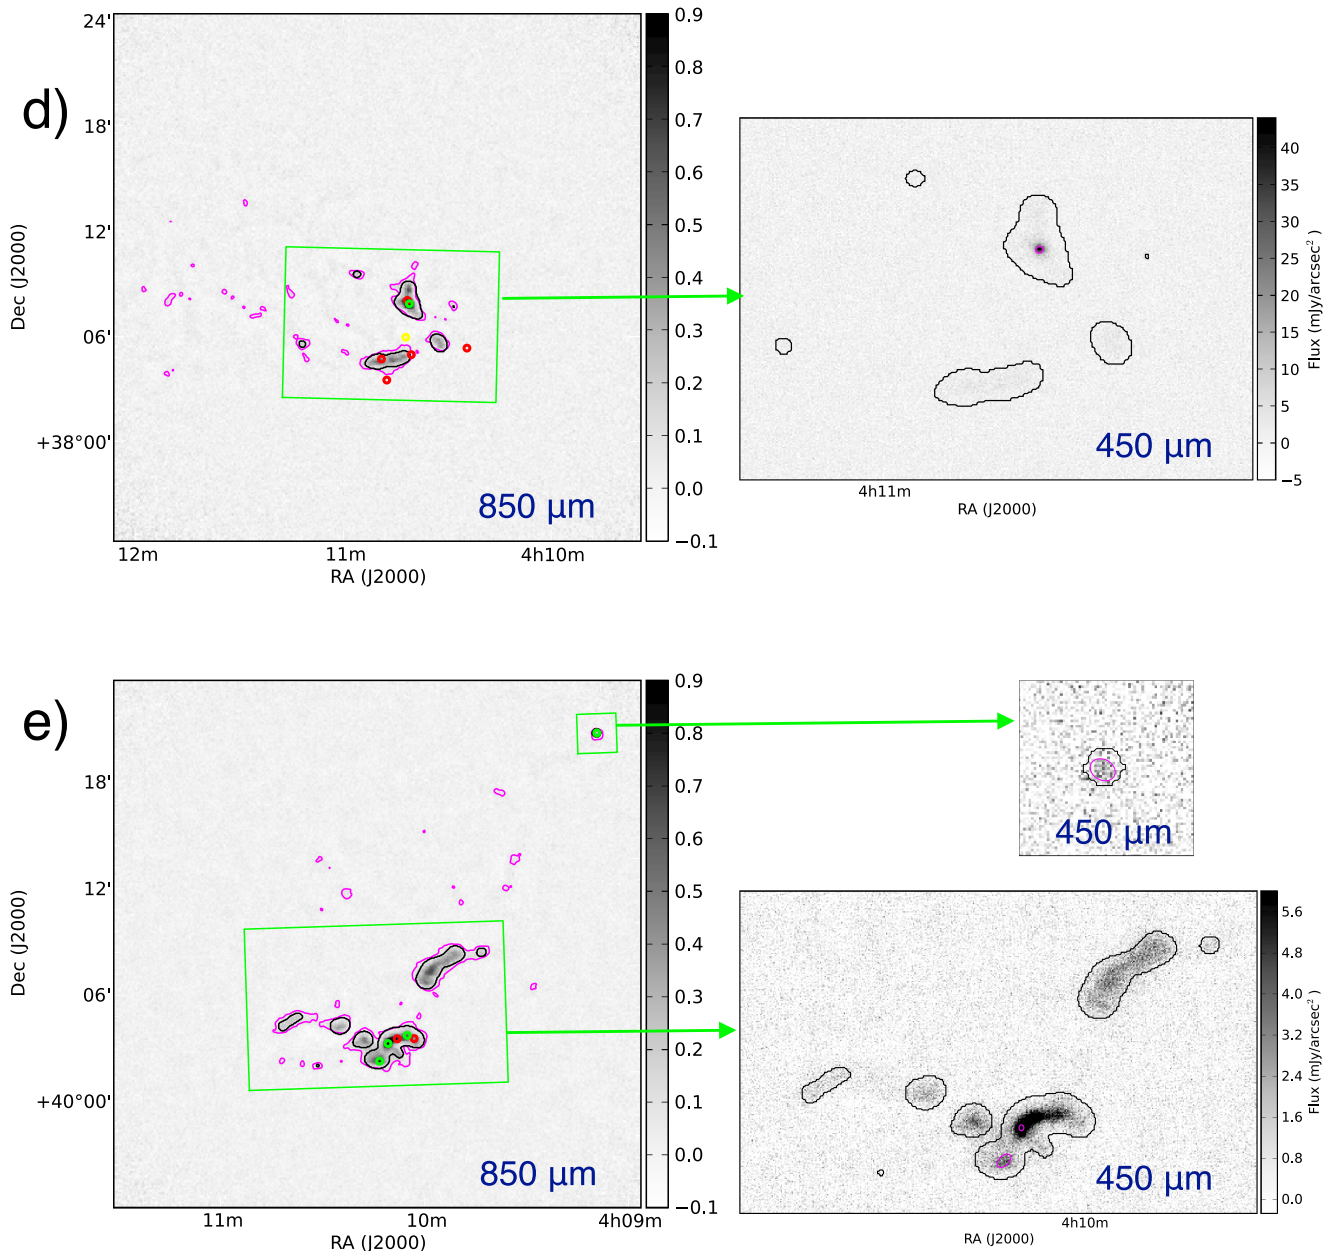 d)
24'
18'
12'
06'
+38°00'
Dec (J2000)
12m
11m
4h10m
RA (J2000)
850 µm
0.9
0.8
0.7
0.6
0.5
0.4
0.3
0.2
0.1
0.0
−0.1
450 µm
4h11m
RA (J2000)
40
35
30
25
20
15
10
5
0
−5
Flux (mJy/arcsec² )
e)
18'
12'
06'
+40°00'
Dec (J2000)
11m
10m
4h09m
RA (J2000)
850 µm
0.9
0.8
0.7
0.6
0.5
0.4
0.3
0.2
0.1
0.0
−0.1
450 µm
450 µm
4h10m
RA (J2000)
5.6
4.8
4.0
3.2
2.4
1.6
0.8
0.0
Flux (mJy/arcsec² )